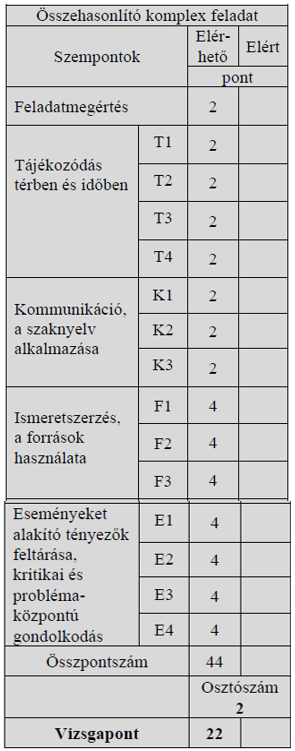 Összehasonlító komplex feladat
Szempontok
Elér-
hető
Elért
pont
Feladatmegértés 2
Tájékozódás
térben és időben
T1 2
T2 2
T3 2
T4 2
Kommunikáció,
a szaknyelv
alkalmazása
K1 2
K2 2
K3 2
Ismeretszerzés,
a források
használata
F1 4
F2 4
F3 4
Eseményeket
alakító tényezők
feltárása,
kritikai és
probléma-
központú
gondolkodás
E1 4
E2 4
E3 4
E4 4
Összpontszám 44
Osztószám
2
Vizsgapont 22